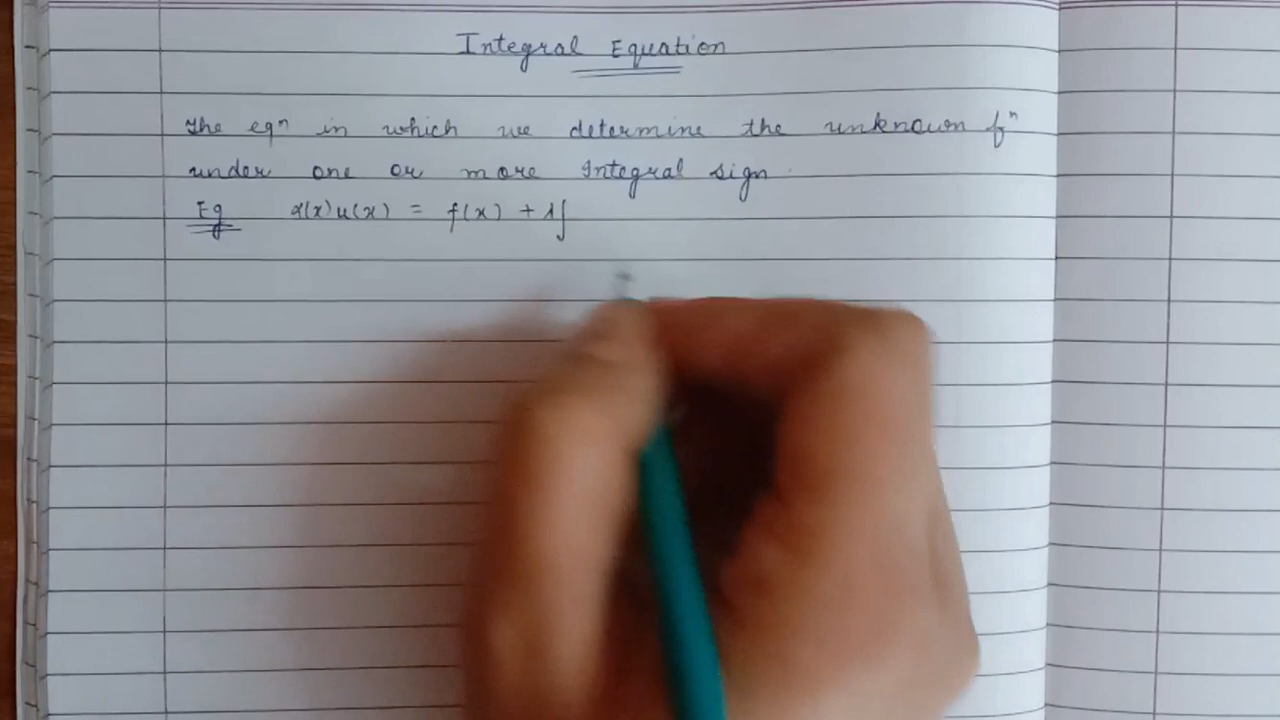 Integral Equation
The eqⁿ in which we determine the unknown fⁿ
under one or more Integral sign.
Eg α(x)u(x) = f(x) + λ∫